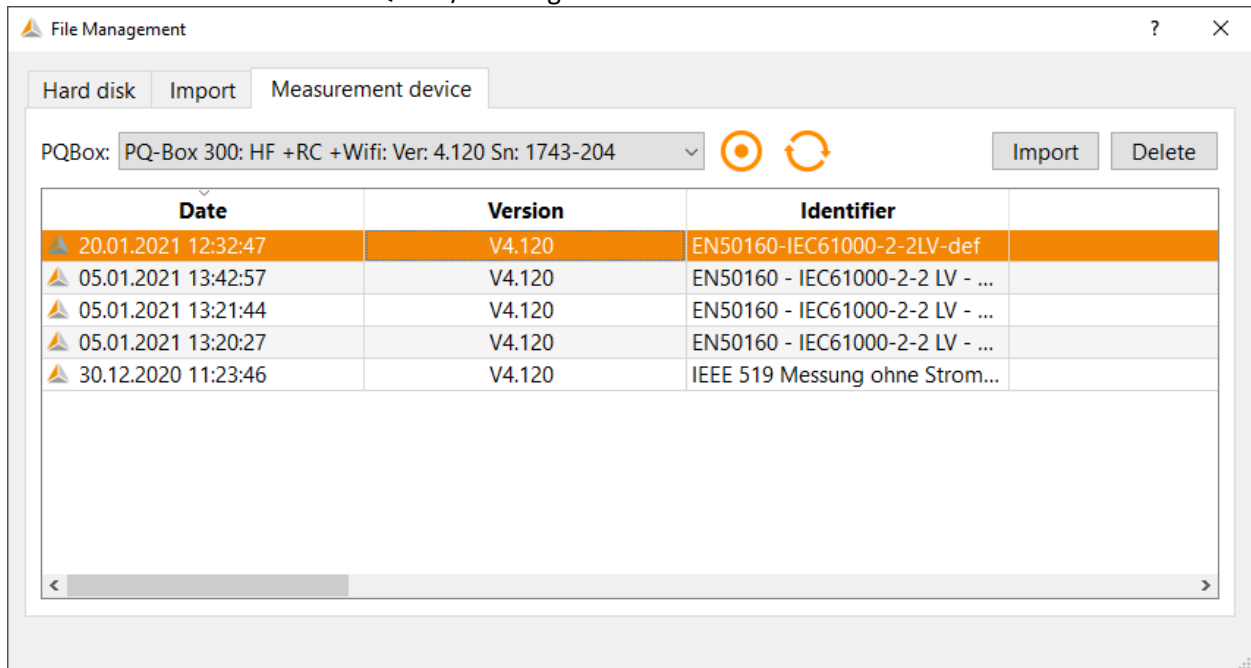 File Management ? ×
Hard disk Import Measurement device
PQBox: PQ-Box 300: HF +RC +Wifi: Ver: 4.120 Sn: 1743-204 Import Delete
Date Version Identifier
20.01.2021 12:32:47 V4.120 EN50160-IEC61000-2-2LV-def
05.01.2021 13:42:57 V4.120 EN50160 - IEC61000-2-2 LV - ...
05.01.2021 13:21:44 V4.120 EN50160 - IEC61000-2-2 LV - ...
05.01.2021 13:20:27 V4.120 EN50160 - IEC61000-2-2 LV - ...
30.12.2020 11:23:46 V4.120 IEEE 519 Messung ohne Strom...